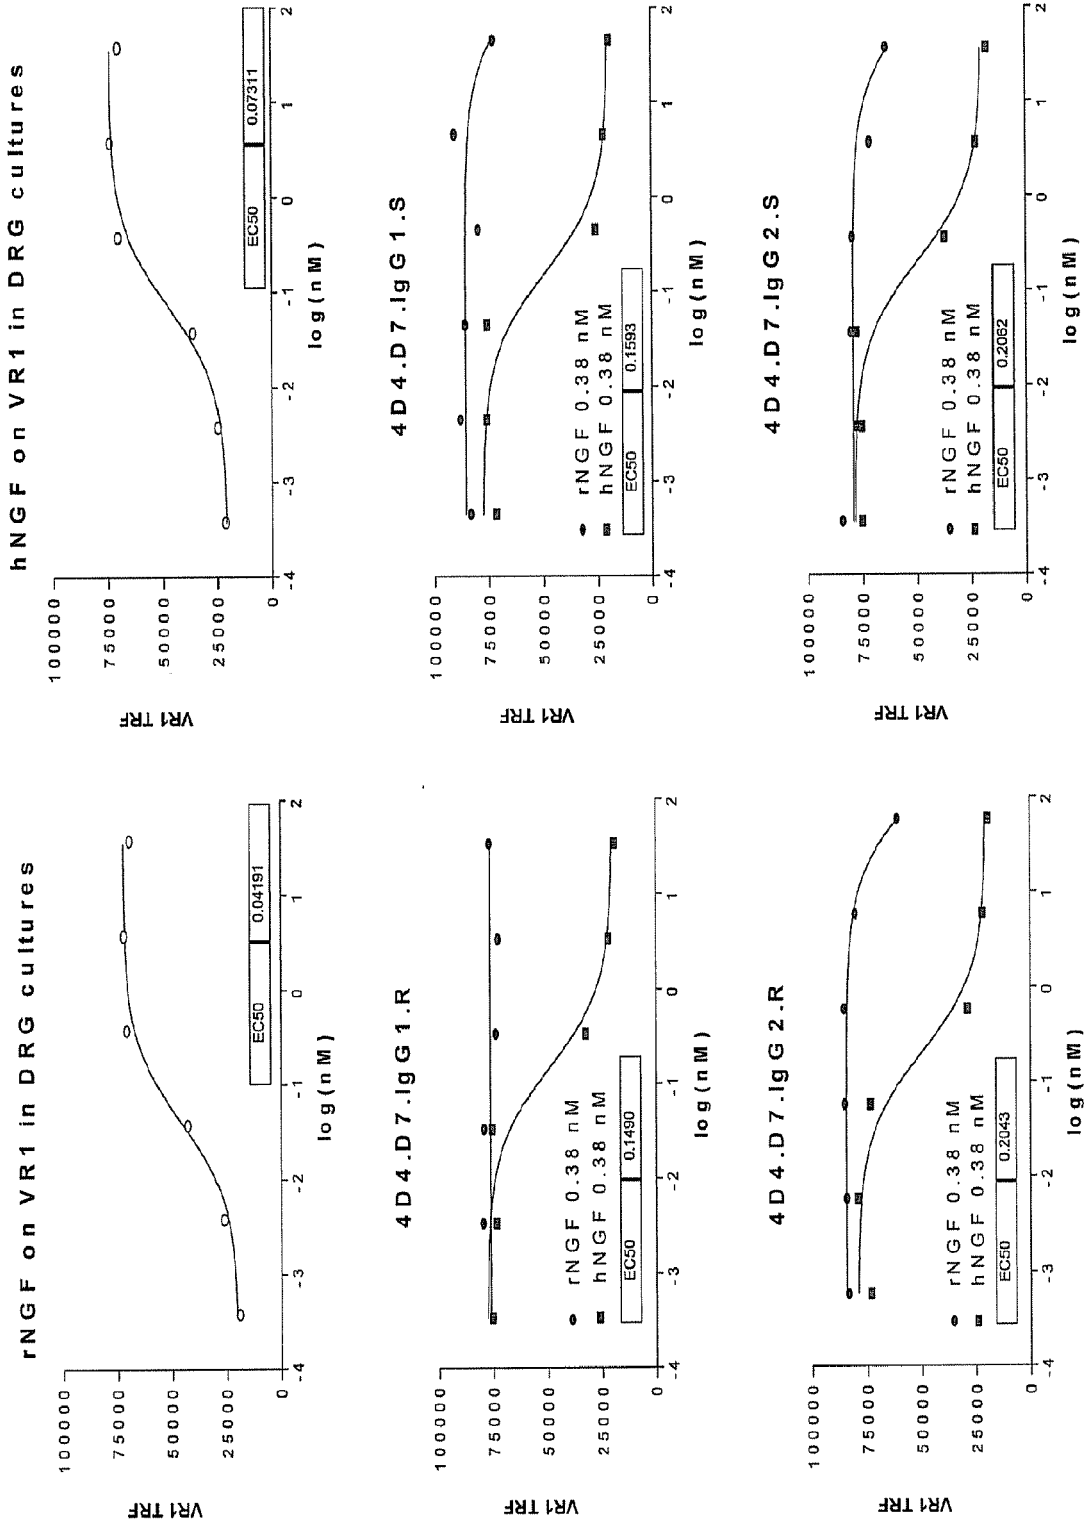 rNGF on VR1 in DRG cultures
100000
75000
50000
25000
0
VR1 TRF
-4 -3 -2 -1 0 1 2
log(nM)
EC50 0.04191
hNGF on VR1 in DRG cultures
100000
75000
50000
25000
0
VR1 TRF
-4 -3 -2 -1 0 1 2
log(nM)
EC50 0.07311
4D4.D7.IgG1.R
100000
75000
50000
25000
0
VR1 TRF
-4 -3 -2 -1 0 1 2
log(nM)
rNGF 0.38 nM
hNGF 0.38 nM
EC50 0.1490
4D4.D7.IgG1.S
100000
75000
50000
25000
0
VR1 TRF
-4 -3 -2 -1 0 1 2
log(nM)
rNGF 0.38 nM
hNGF 0.38 nM
EC50 0.1593
4D4.D7.IgG2.R
100000
75000
50000
25000
0
VR1 TRF
-4 -3 -2 -1 0 1 2
log(nM)
rNGF 0.38 nM
hNGF 0.38 nM
EC50 0.2043
4D4.D7.IgG2.S
100000
75000
50000
25000
0
VR1 TRF
-4 -3 -2 -1 0 1 2
log(nM)
rNGF 0.38 nM
hNGF 0.38 nM
EC50 0.2062